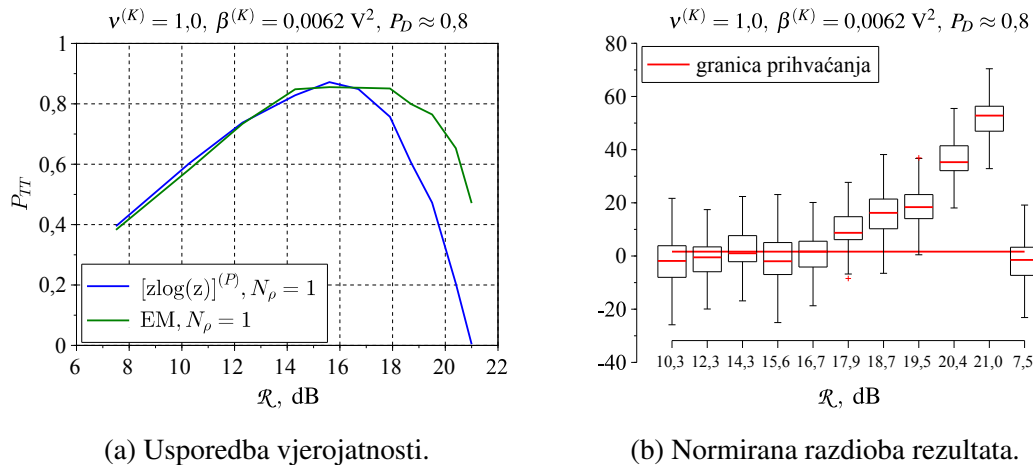 ν(K) = 1,0, β(K) = 0,0062 V², P_D ≈ 0,8
1
0,8
0,6
0,4
0,2
0
P_TT
[zlog(z)]^(P), N_ρ = 1
EM, N_ρ = 1
6 8 10 12 14 16 18 20 22
ℛ, dB
(a) Usporedba vjerojatnosti.
ν(K) = 1,0, β(K) = 0,0062 V², P_D ≈ 0,8
80
60
40
20
0
-20
-40
granica prihvaćanja
10,3 12,3 14,3 15,6 16,7 17,9 18,7 19,5 20,4 21,0 7,5
ℛ, dB
(b) Normirana razdioba rezultata.